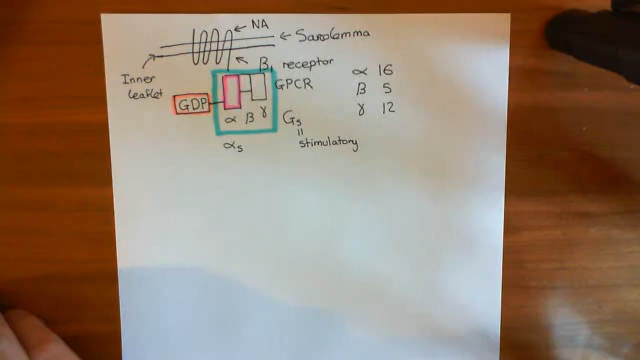 NA
Sarcolemma
β1 receptor
Inner
leaflet
GPCR
GDP
α β γ
Gs
=
stimulatory
αs
α 16
β 5
γ 12